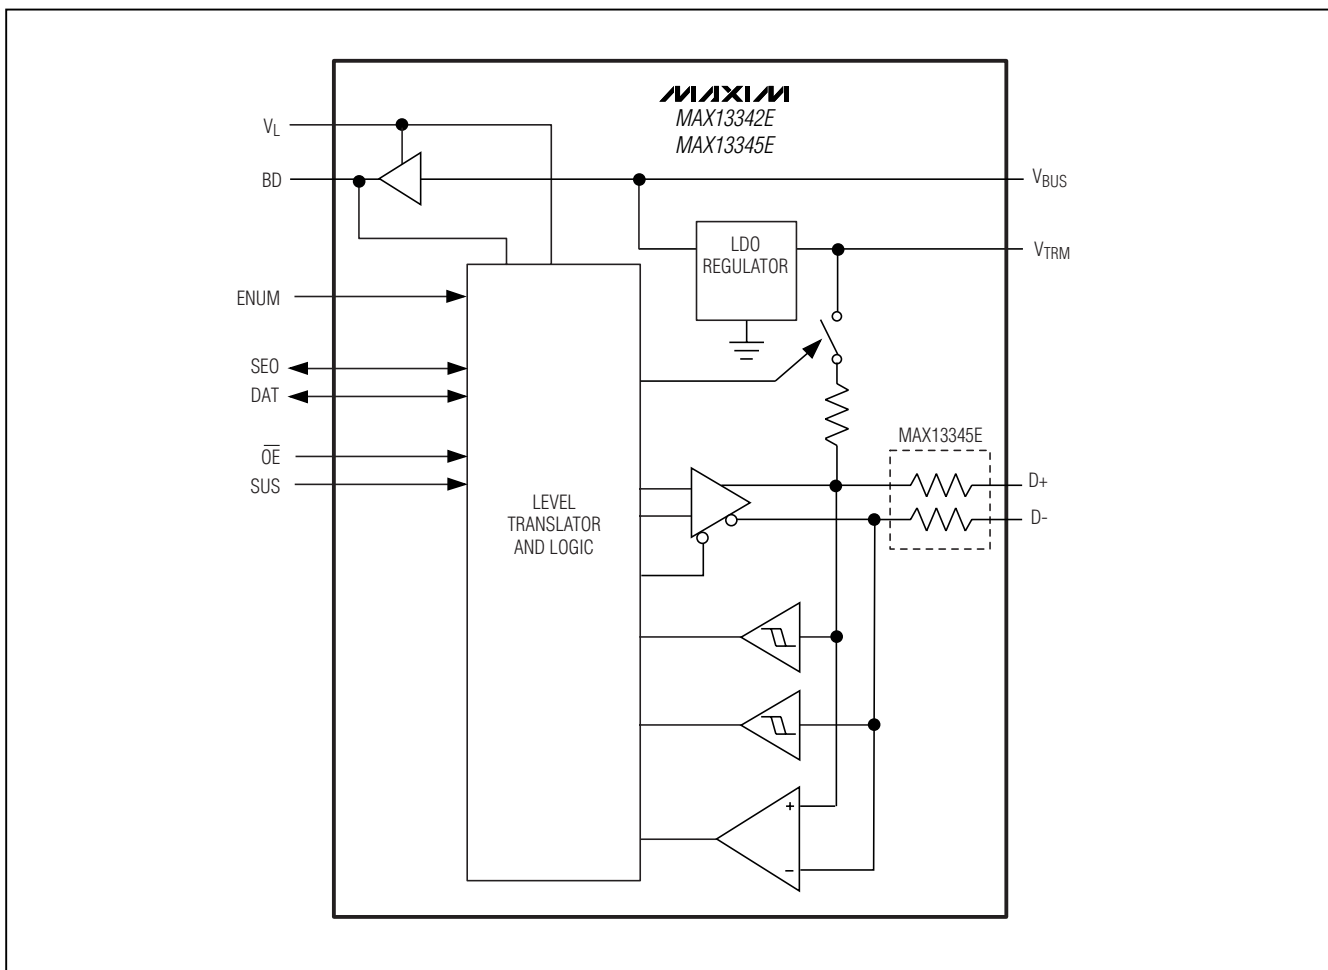 MAXIM
MAX13342E
MAX13345E
VL
BD
VBUS
LDO
REGULATOR
VTRM
ENUM
SEO
DAT
OE
SUS
MAX13345E
D+
D-
LEVEL
TRANSLATOR
AND LOGIC
+
−